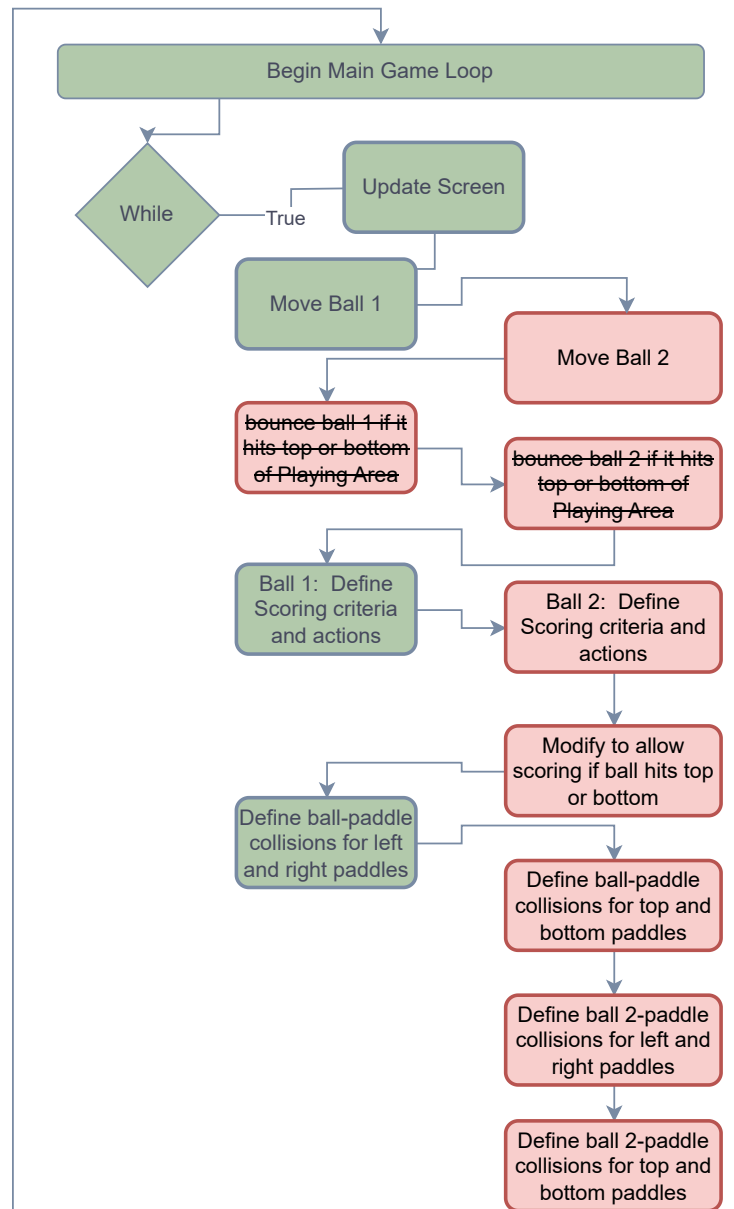 Begin Main Game Loop
While
True
Update Screen
Move Ball 1
Move Ball 2
bounce ball 1 if it
hits top or bottom
of Playing Area
bounce ball 2 if it hits
top or bottom of
Playing Area
Ball 1:  Define
Scoring criteria
and actions
Ball 2:  Define
Scoring criteria and
actions
Modify to allow
scoring if ball hits top
or bottom
Define ball-paddle
collisions for left
and right paddles
Define ball-paddle
collisions for top and
bottom paddles
Define ball 2-paddle
collisions for left and
right paddles
Define ball 2-paddle
collisions for top and
bottom paddles